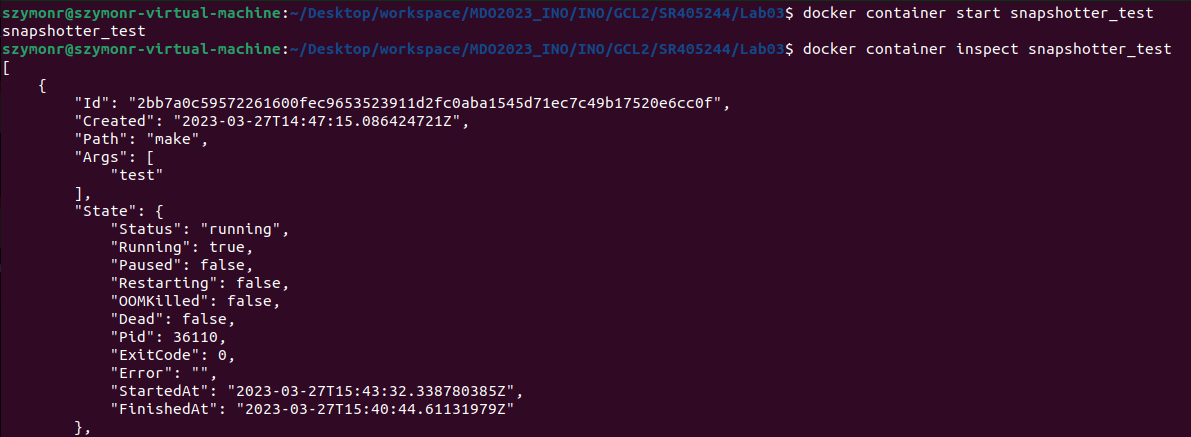 szymonr@szymonr-virtual-machine:~/Desktop/workspace/MDO2023_INO/INO/GCL2/SR405244/Lab03$ docker container start snapshotter_test
snapshotter_test
szymonr@szymonr-virtual-machine:~/Desktop/workspace/MDO2023_INO/INO/GCL2/SR405244/Lab03$ docker container inspect snapshotter_test
[
    {
        "Id": "2bb7a0c59572261600fec9653523911d2fc0aba1545d71ec7c49b17520e6cc0f",
        "Created": "2023-03-27T14:47:15.086424721Z",
        "Path": "make",
        "Args": [
            "test"
        ],
        "State": {
            "Status": "running",
            "Running": true,
            "Paused": false,
            "Restarting": false,
            "OOMKilled": false,
            "Dead": false,
            "Pid": 36110,
            "ExitCode": 0,
            "Error": "",
            "StartedAt": "2023-03-27T15:43:32.338780385Z",
            "FinishedAt": "2023-03-27T15:40:44.61131979Z"
        },